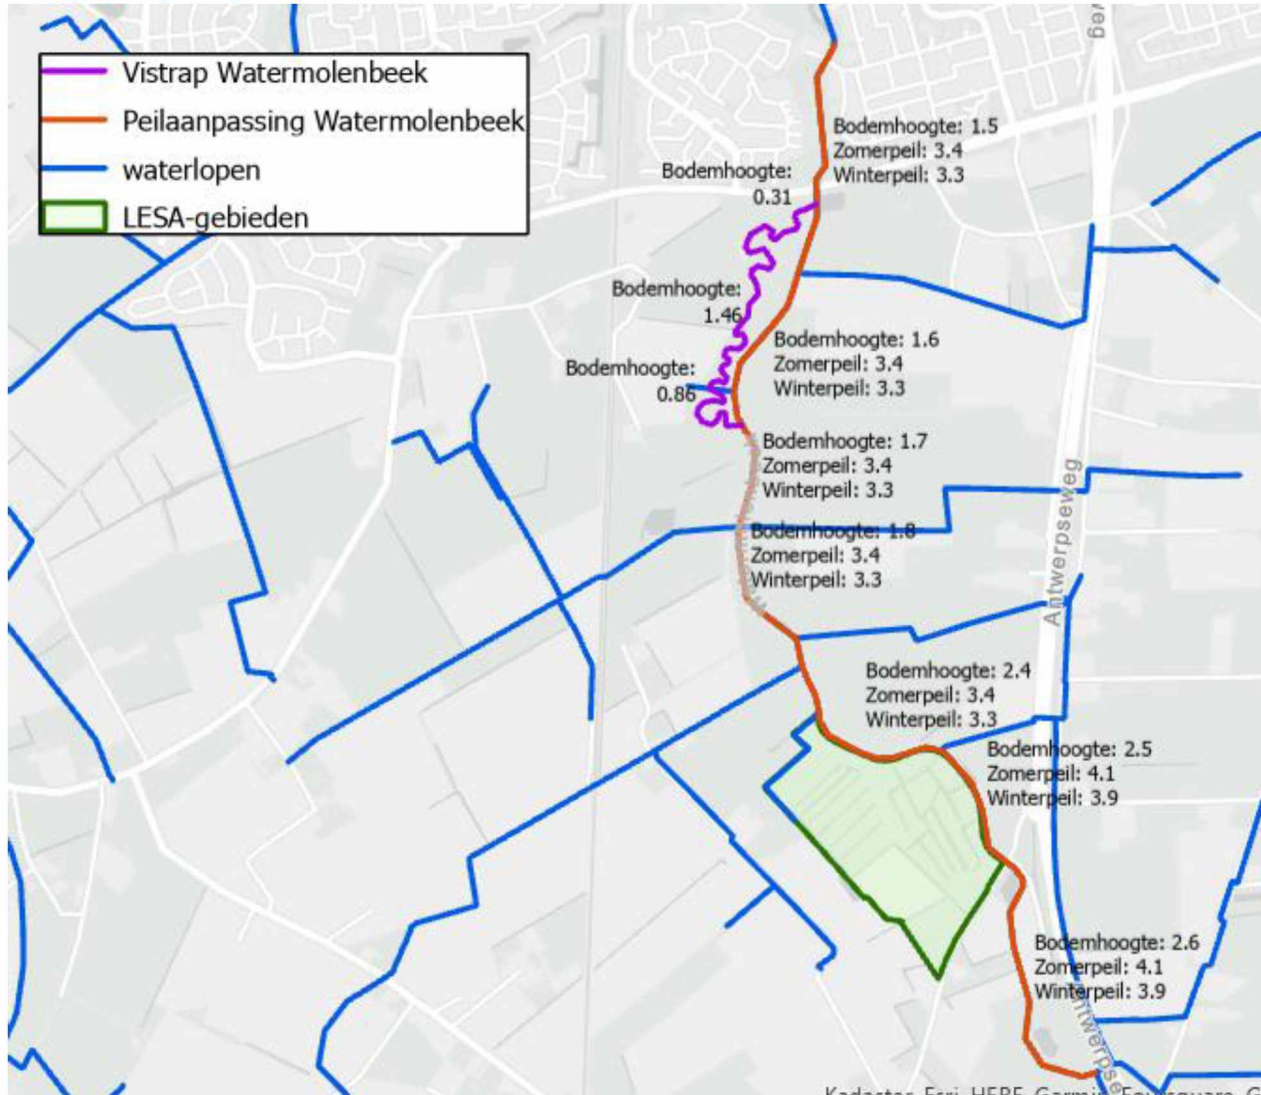 Vistrap Watermolenbeek
Peilaanpassing Watermolenbeek
waterlopen
LESA-gebieden
weg
Bodemhoogte: 1.5
Zomerpeil: 3.4
Winterpeil: 3.3
Bodemhoogte:
0.31
Bodemhoogte:
1.46
Bodemhoogte: 1.6
Zomerpeil: 3.4
Winterpeil: 3.3
Bodemhoogte:
0.86
Bodemhoogte: 1.7
Zomerpeil: 3.4
Winterpeil: 3.3
Antwerpseweg
Bodemhoogte: 1.8
Zomerpeil: 3.4
Winterpeil: 3.3
Bodemhoogte: 2.4
Zomerpeil: 3.4
Winterpeil: 3.3
Bodemhoogte: 2.5
Zomerpeil: 4.1
Winterpeil: 3.9
Bodemhoogte: 2.6
Zomerpeil: 4.1
Winterpeil: 3.9
Antwerpse
Kadaster, Esri, HERE, Garmin, Foursquare, G